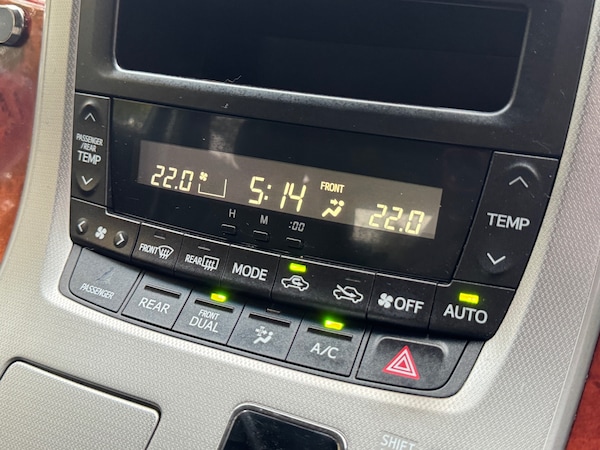 PASSENGER
/REAR
TEMP
22.0
5:14
FRONT
22.0
H
M
:00
TEMP
FRONT
REAR
MODE
OFF
AUTO
PASSENGER
REAR
FRONT
DUAL
A/C
SHIFT